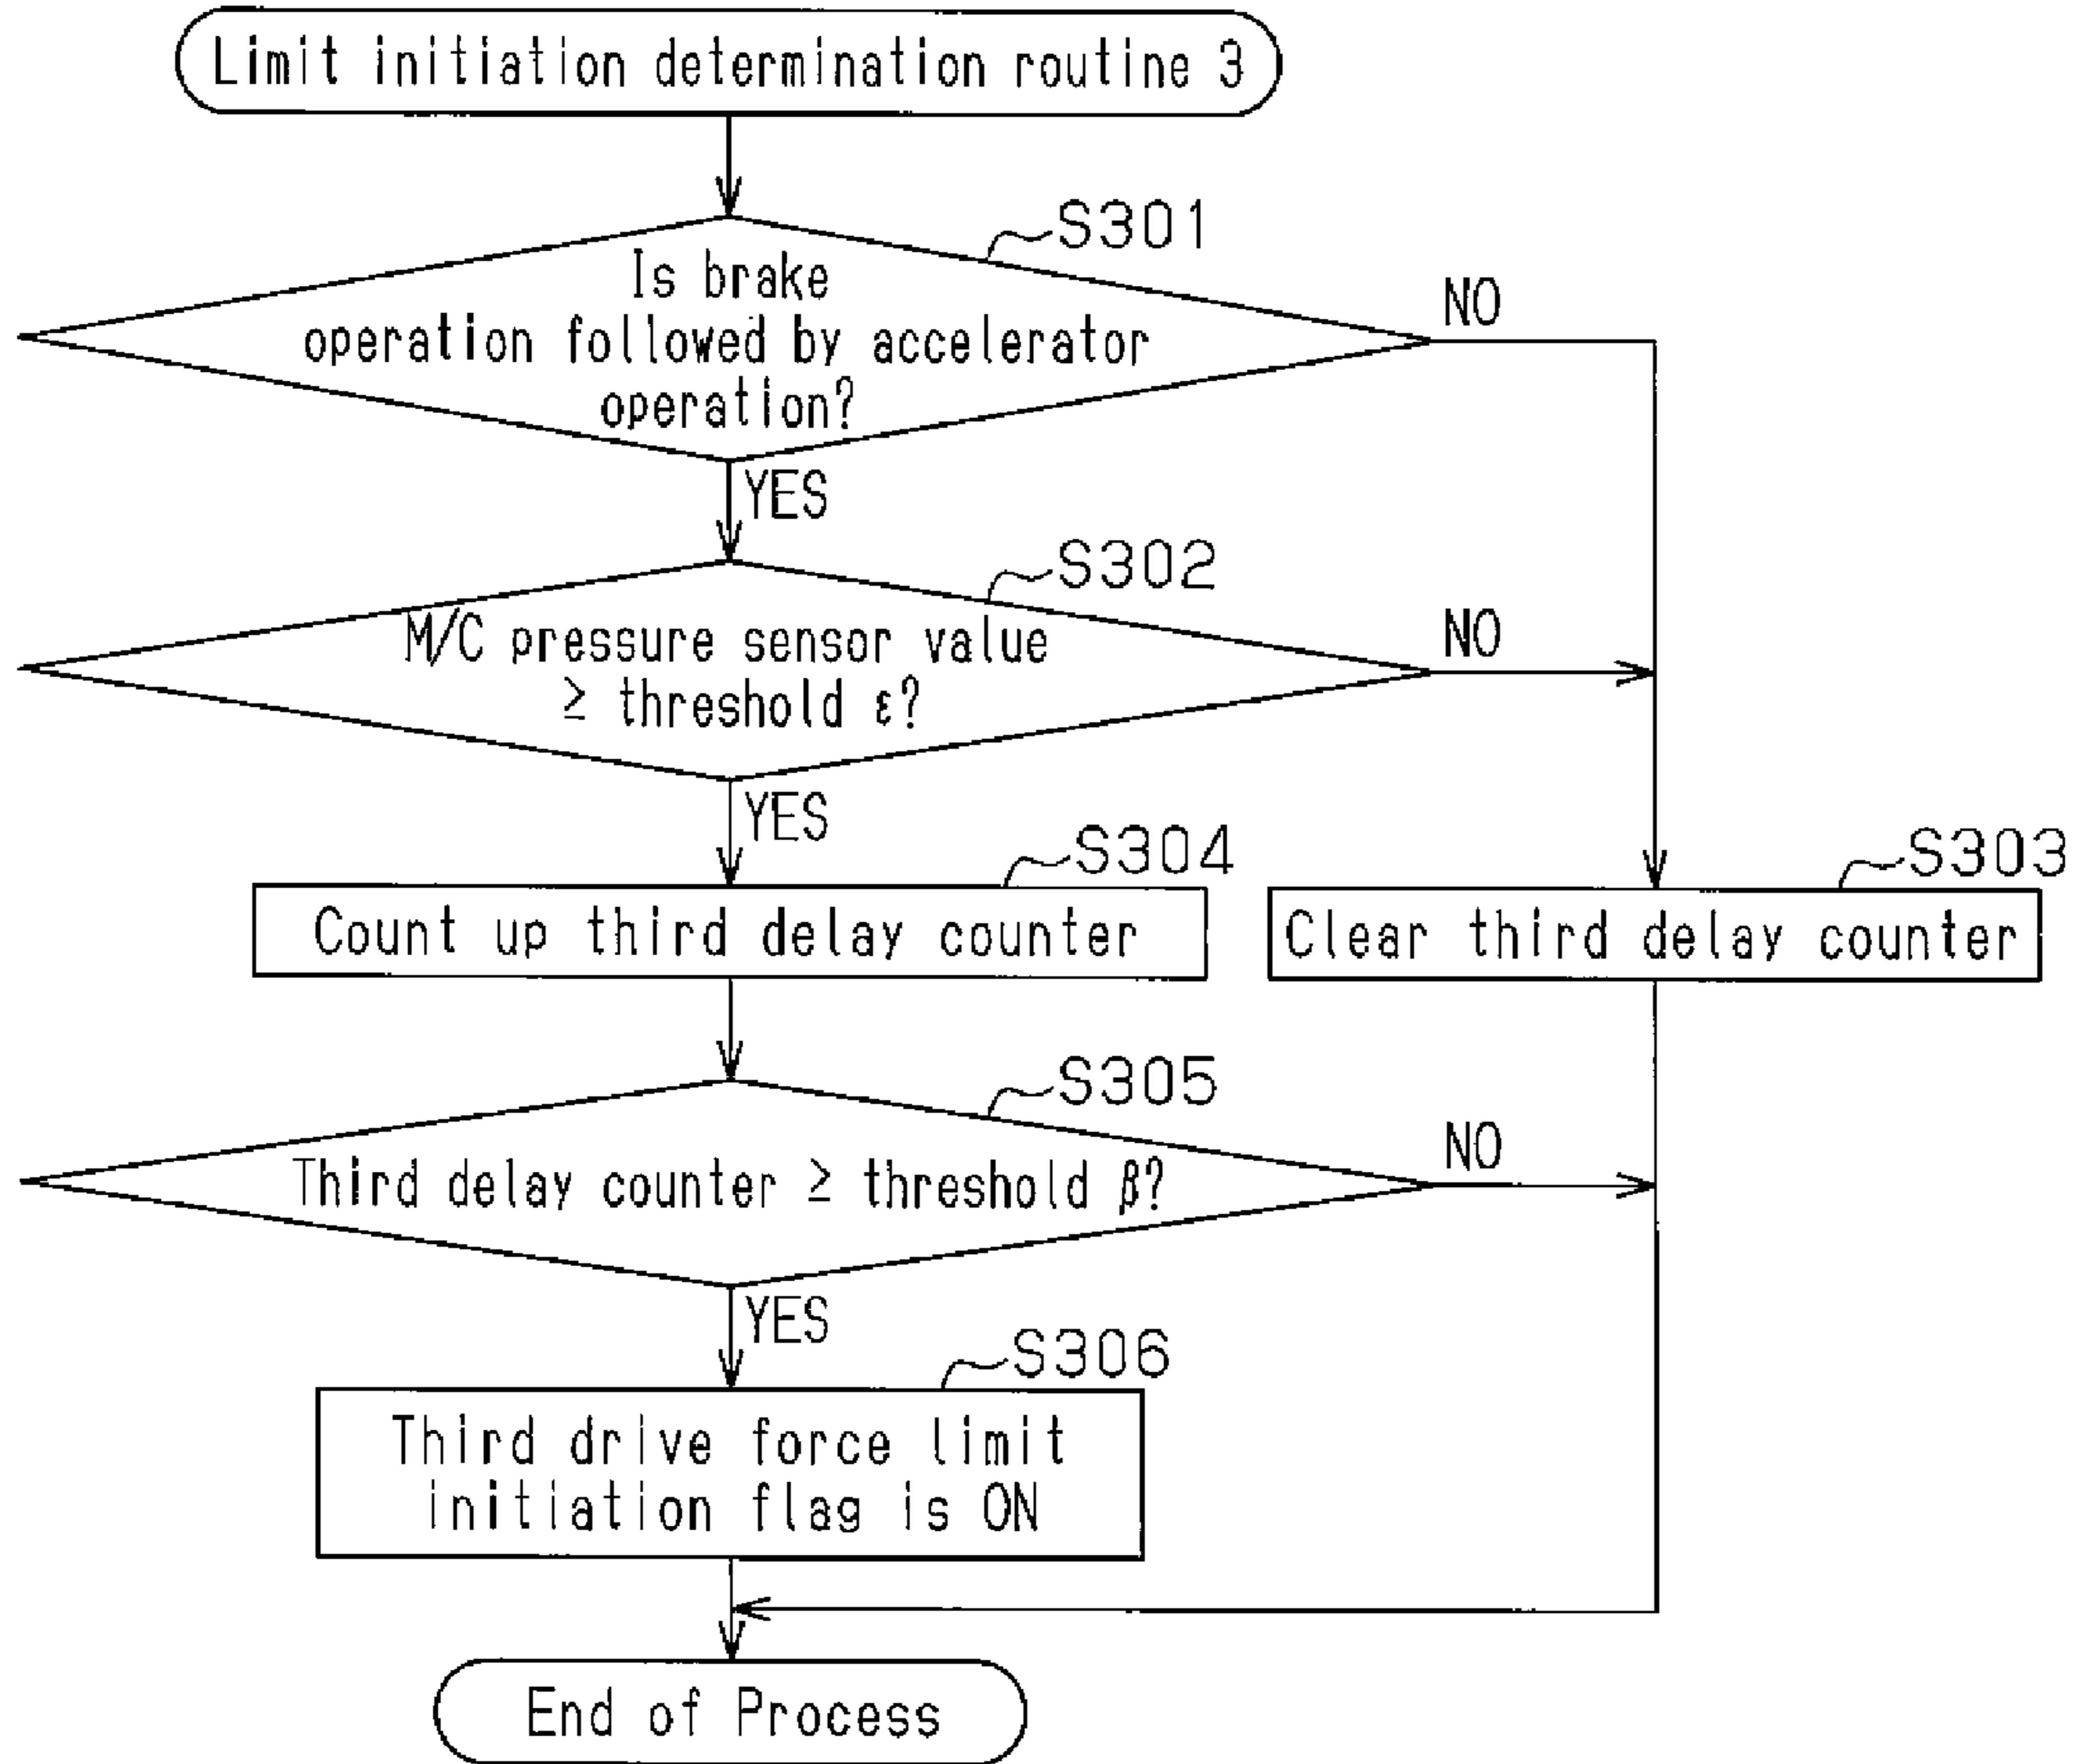 Limit initiation determination routine 3
S301
Is brake
operation followed by accelerator
operation?
NO
YES
S302
M/C pressure sensor value
≥ threshold ε?
NO
YES
S304
Count up third delay counter
S303
Clear third delay counter
S305
Third delay counter ≥ threshold β?
NO
YES
S306
Third drive force limit
initiation flag is ON
End of Process